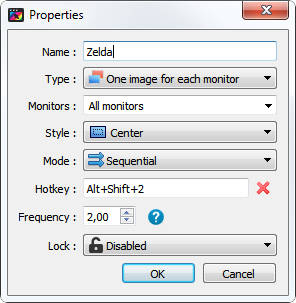 Properties
Name : Zelda
Type : One image for each monitor
Monitors : All monitors
Style : Center
Mode : Sequential
Hotkey : Alt+Shift+2
Frequency : 2,00 ?
Lock : Disabled
OK Cancel